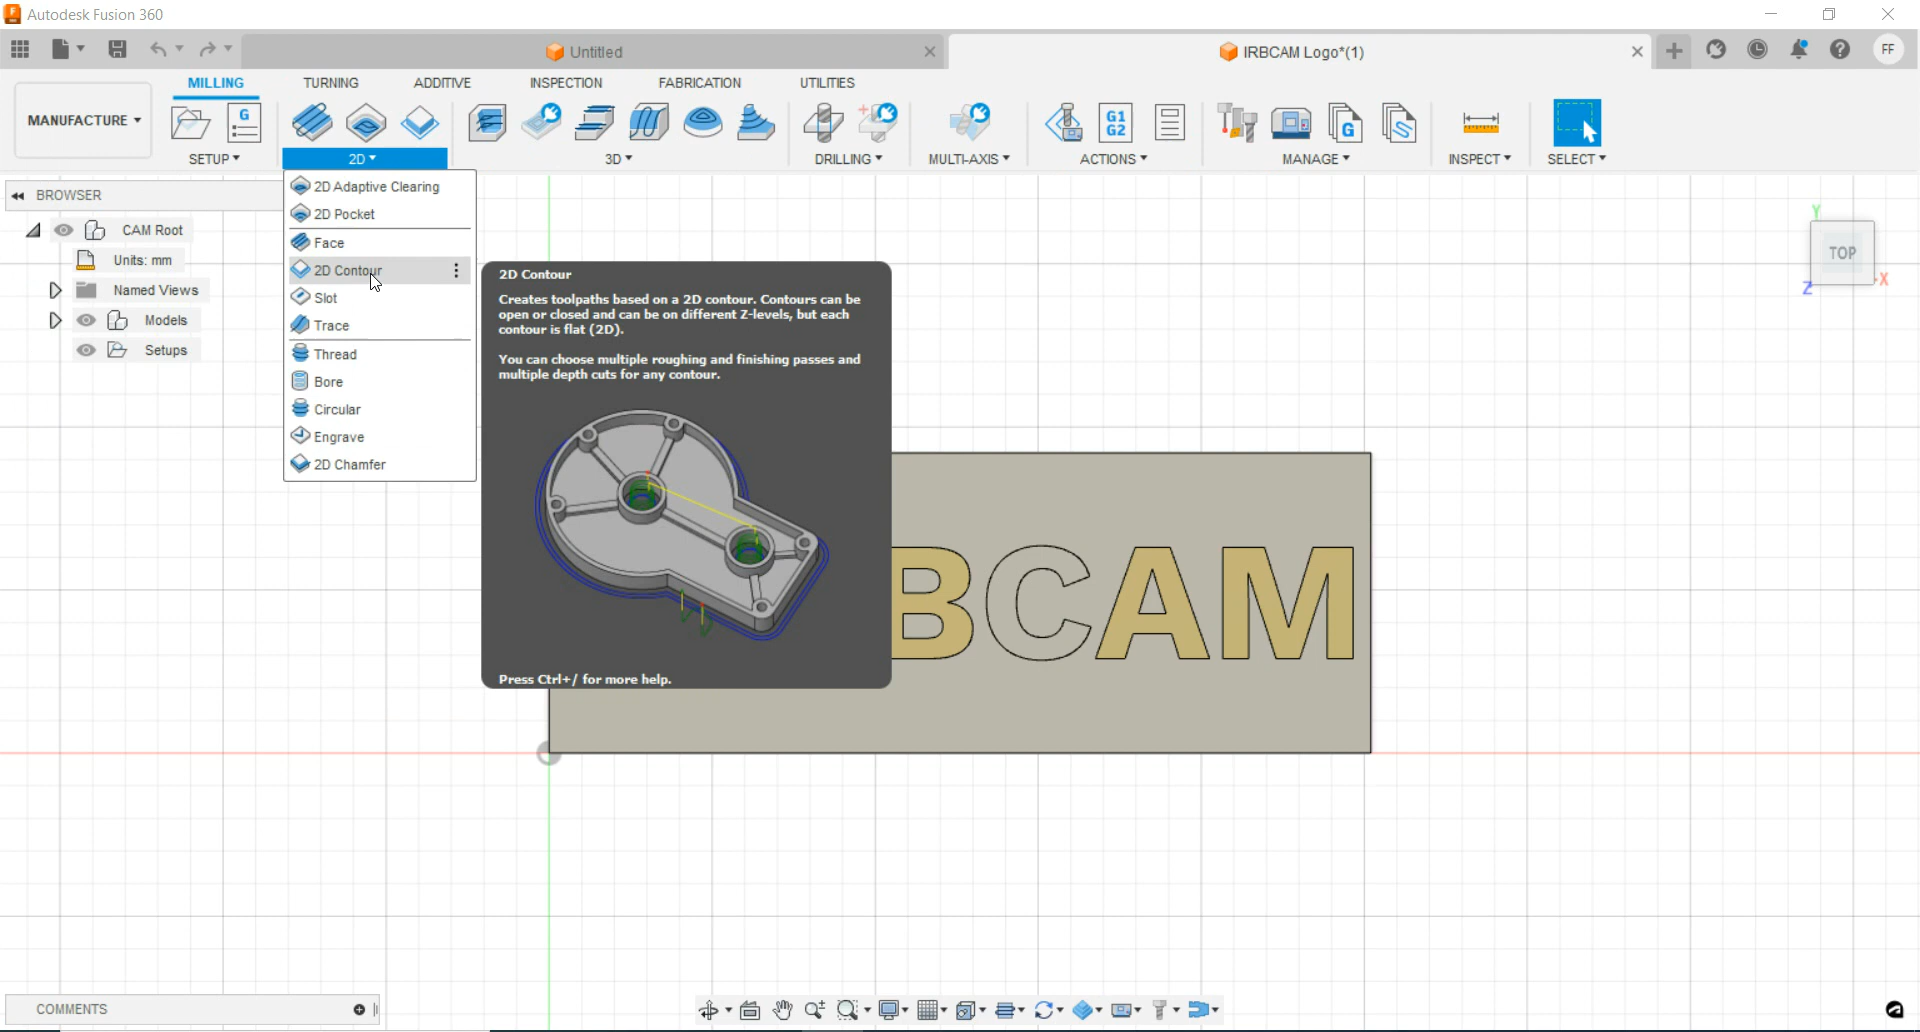 Autodesk Fusion 360
Untitled
IRBCAM Logo*(1)
FF
MANUFACTURE
MILLING
TURNING
ADDITIVE
INSPECTION
FABRICATION
UTILITIES
G
G1
G2
G
SETUP
2D
3D
DRILLING
MULTI-AXIS
ACTIONS
MANAGE
INSPECT
SELECT
BROWSER
CAM Root
Units: mm
Named Views
Models
Setups
2D Adaptive Clearing
2D Pocket
Face
2D Contour
Slot
Trace
Thread
Bore
Circular
Engrave
2D Chamfer
2D Contour
Creates toolpaths based on a 2D contour. Contours can be
open or closed and can be on different Z-levels, but each
contour is flat (2D).
You can choose multiple roughing and finishing passes and
multiple depth cuts for any contour.
Press Ctrl+/ for more help.
BCAM
Y
TOP
X
Z
COMMENTS